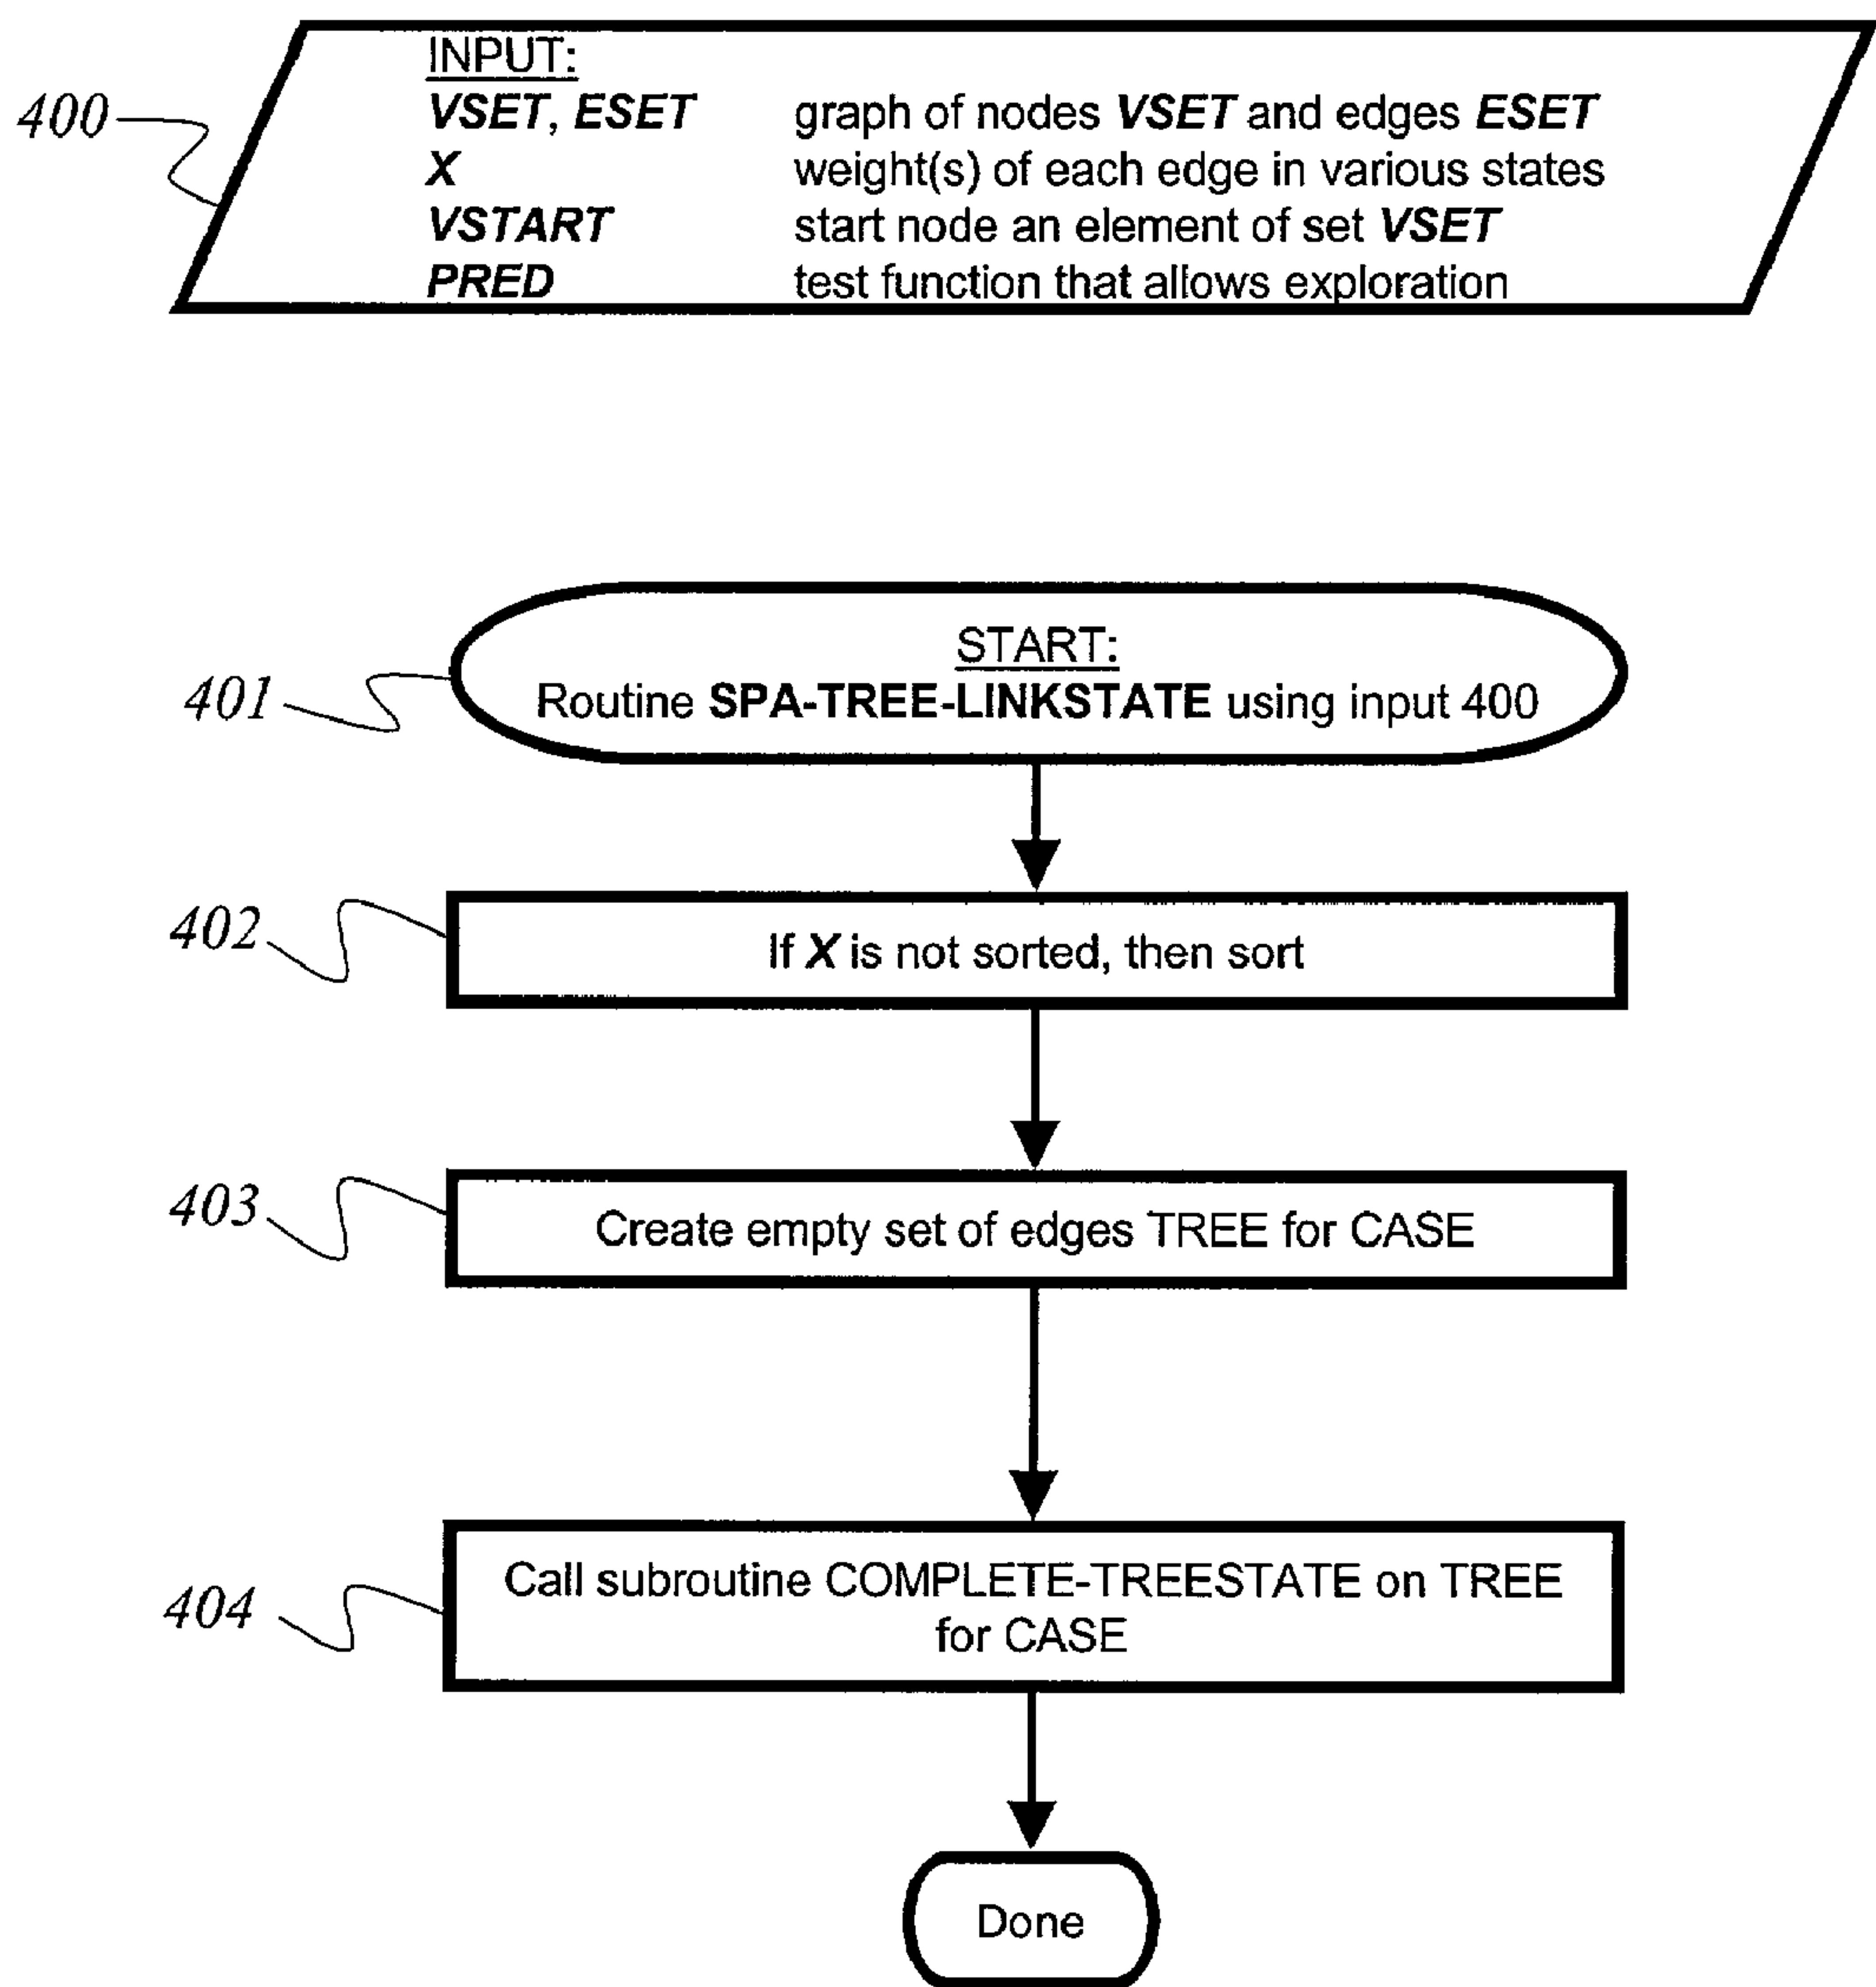 INPUT:
400
VSET, ESET graph of nodes VSET and edges ESET
X weight(s) of each edge in various states
VSTART start node an element of set VSET
PRED test function that allows exploration
START:
401
Routine SPA-TREE-LINKSTATE using input 400
402
If X is not sorted, then sort
403
Create empty set of edges TREE for CASE
404
Call subroutine COMPLETE-TREESTATE on TREE
for CASE
Done